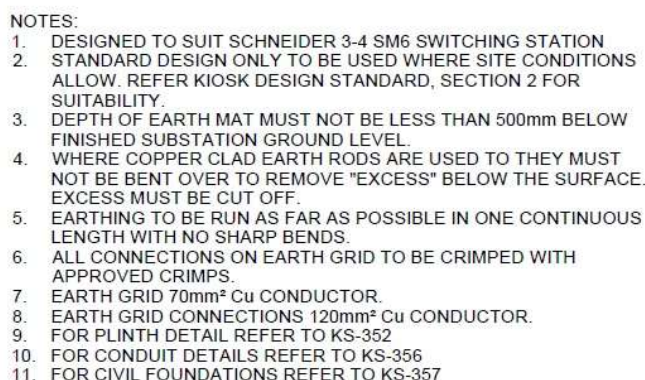 NOTES:
1. DESIGNED TO SUIT SCHNEIDER 3-4 SM6 SWITCHING STATION
2. STANDARD DESIGN ONLY TO BE USED WHERE SITE CONDITIONS
ALLOW. REFER KIOSK DESIGN STANDARD, SECTION 2 FOR
SUITABILITY.
3. DEPTH OF EARTH MAT MUST NOT BE LESS THAN 500mm BELOW
FINISHED SUBSTATION GROUND LEVEL.
4. WHERE COPPER CLAD EARTH RODS ARE USED TO THEY MUST
NOT BE BENT OVER TO REMOVE "EXCESS" BELOW THE SURFACE.
EXCESS MUST BE CUT OFF.
5. EARTHING TO BE RUN AS FAR AS POSSIBLE IN ONE CONTINUOUS
LENGTH WITH NO SHARP BENDS.
6. ALL CONNECTIONS ON EARTH GRID TO BE CRIMPED WITH
APPROVED CRIMPS.
7. EARTH GRID 70mm² Cu CONDUCTOR.
8. EARTH GRID CONNECTIONS 120mm² Cu CONDUCTOR.
9. FOR PLINTH DETAIL REFER TO KS-352
10. FOR CONDUIT DETAILS REFER TO KS-356
11. FOR CIVIL FOUNDATIONS REFER TO KS-357